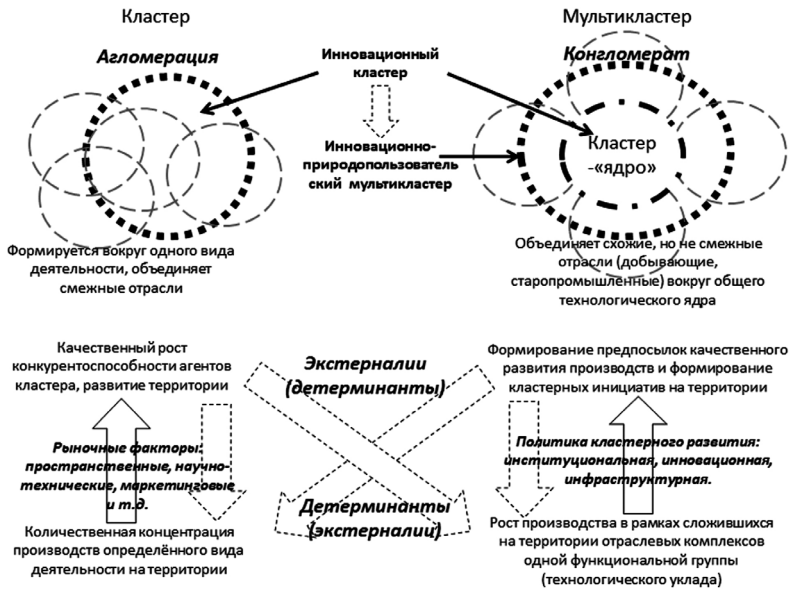 Кластер
Мультикластер
Агломерация
Инновационный
кластер
Конгломерат
Инновационно-
природопользователь
ский мультикластер
Кластер
-«ядро»
Формируется вокруг одного вида
деятельности, объединяет
смежные отрасли
Объединяет схожие, но не смежные
отрасли (добывающие,
старопромышленные) вокруг общего
технологического ядра
Качественный рост
конкурентоспособности агентов
кластера, развитие территории
Экстерналии
(детерминанты)
Формирование предпосылок качественного
развития производств и формирование
кластерных инициатив на территории
Рыночные факторы:
пространственные, научно-
технические, маркетинговые
и т.д.
Политика кластерного развития:
институциональная, инновационная,
инфраструктурная.
Детерминанты
(экстерналии)
Количественная концентрация
производств определённого вида
деятельности на территории
Рост производства в рамках сложившихся
на территории отраслевых комплексов
одной функциональной группы
(технологического уклада)